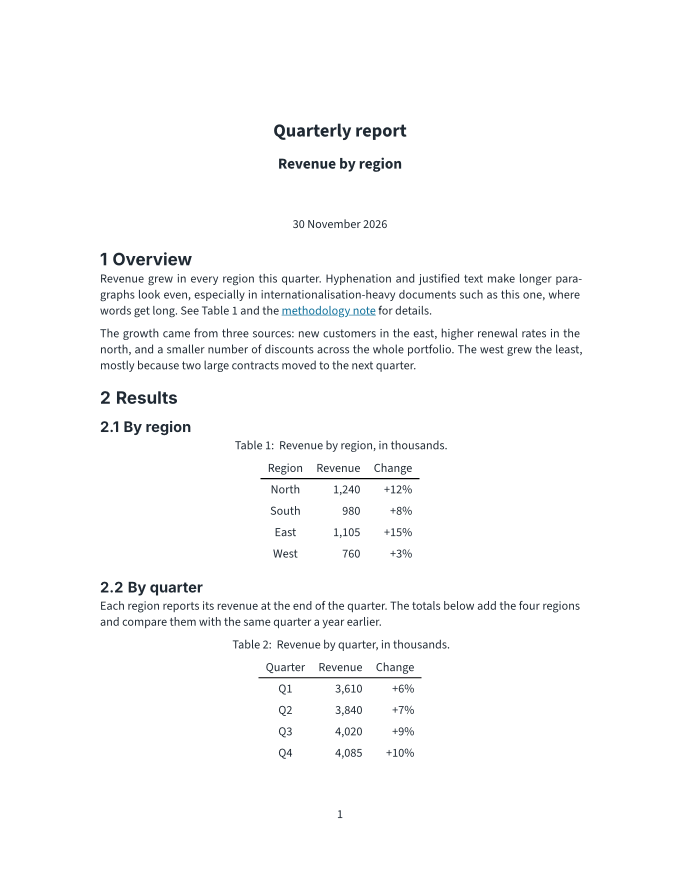 Quarterly report
Revenue by region
30 November 2026
1 Overview
Revenue grew in every region this quarter. Hyphenation and justified text make longer para-
graphs look even, especially in internationalisation-heavy documents such as this one, where
words get long. See Table 1 and the methodology note for details.
The growth came from three sources: new customers in the east, higher renewal rates in the
north, and a smaller number of discounts across the whole portfolio. The west grew the least,
mostly because two large contracts moved to the next quarter.
2 Results
2.1 By region
Table 1: Revenue by region, in thousands.
Region Revenue Change
North 1,240 +12%
South 980 +8%
East 1,105 +15%
West 760 +3%
2.2 By quarter
Each region reports its revenue at the end of the quarter. The totals below add the four regions
and compare them with the same quarter a year earlier.
Table 2: Revenue by quarter, in thousands.
Quarter Revenue Change
Q1 3,610 +6%
Q2 3,840 +7%
Q3 4,020 +9%
Q4 4,085 +10%
1